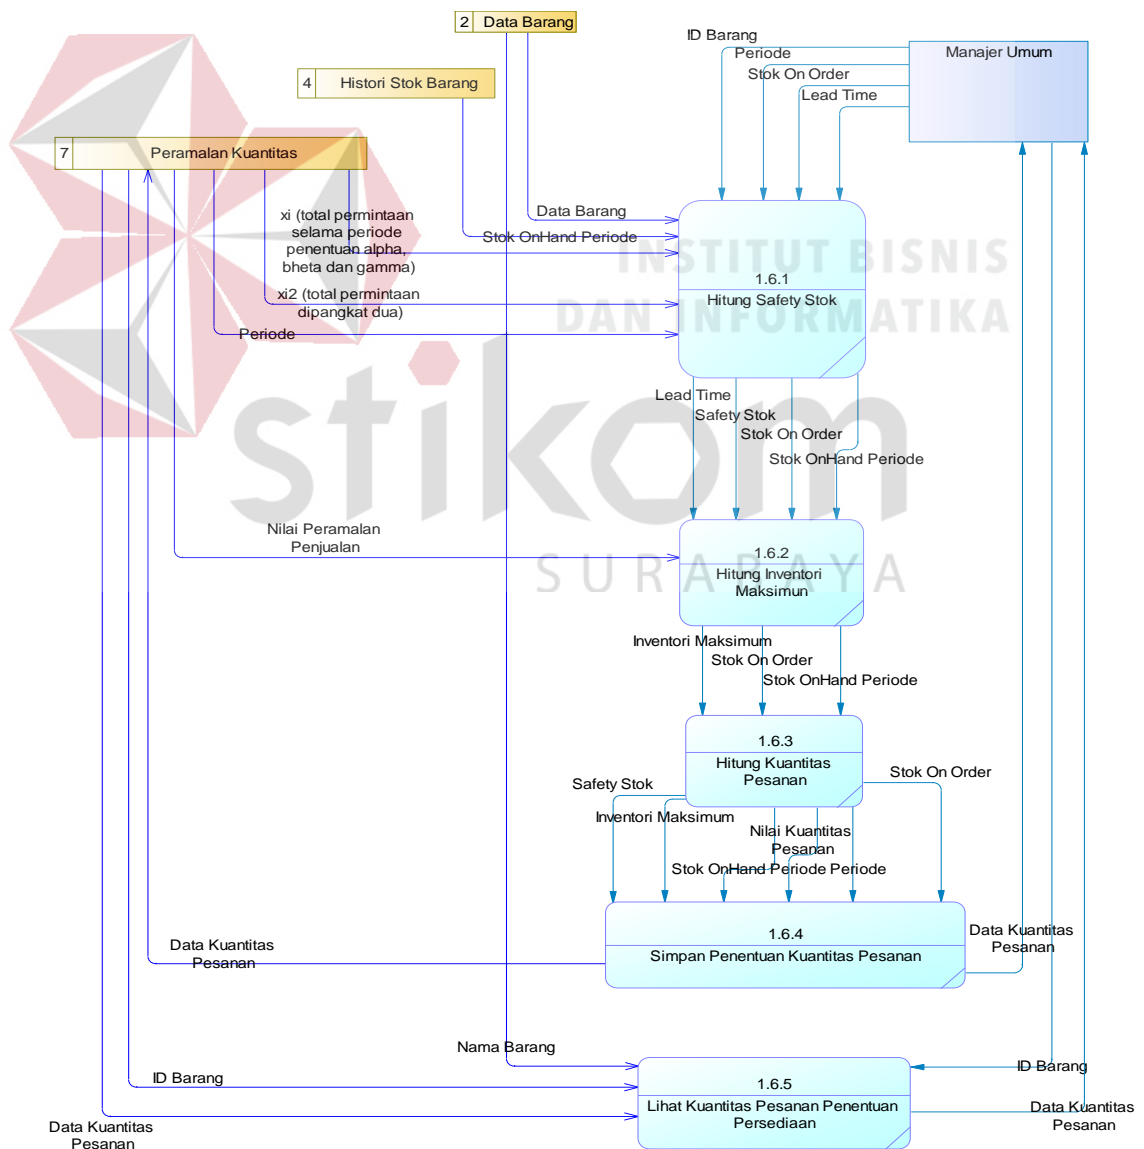 2 Data Barang
ID Barang
Periode
Stok On Order
Lead Time
Manajer Umum
4 Histori Stok Barang
7 Peramalan Kuantitas
xi (total permintaan
selama periode
penentuan alpha,
bheta dan gamma)
Data Barang
Stok OnHand Periode
xi2 (total permintaan
dipangkat dua)
Periode
INSTITUT BISNIS
DAN INFORMATIKA
1.6.1
Hitung Safety Stok
stikom
SURABAYA
Lead Time
Safety Stok
Stok On Order
Stok OnHand Periode
Nilai Peramalan
Penjualan
1.6.2
Hitung Inventori
Maksimun
Inventori Maksimum
Stok On Order
Stok OnHand Periode
1.6.3
Hitung Kuantitas
Pesanan
Safety Stok
Inventori Maksimum
Stok On Order
Nilai Kuantitas
Pesanan
Stok OnHand Periode Periode
1.6.4
Simpan Penentuan Kuantitas Pesanan
Data Kuantitas
Pesanan
Data Kuantitas
Pesanan
Nama Barang
ID Barang
ID Barang
1.6.5
Lihat Kuantitas Pesanan Penentuan
Persediaan
Data Kuantitas
Pesanan
Data Kuantitas
Pesanan